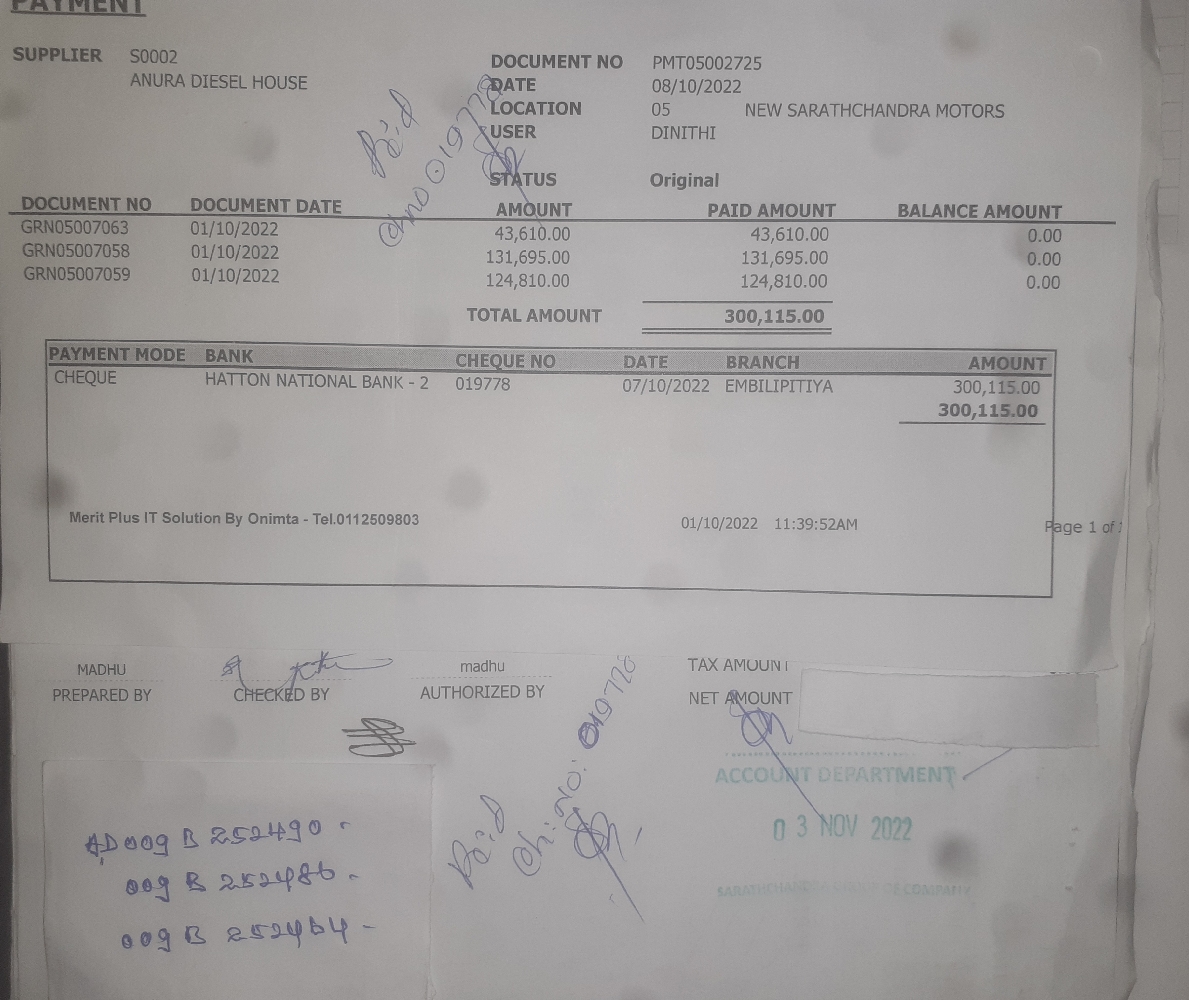 PAYMENT
SUPPLIER S0002
ANURA DIESEL HOUSE
DOCUMENT NO PMT05002725
DATE 08/10/2022
LOCATION 05 NEW SARATHCHANDRA MOTORS
USER DINITHI
STATUS Original
Paid
Ch no 019778
DOCUMENT NO DOCUMENT DATE AMOUNT PAID AMOUNT BALANCE AMOUNT
GRN05007063 01/10/2022 43,610.00 43,610.00 0.00
GRN05007058 01/10/2022 131,695.00 131,695.00 0.00
GRN05007059 01/10/2022 124,810.00 124,810.00 0.00
TOTAL AMOUNT 300,115.00
PAYMENT MODE BANK CHEQUE NO DATE BRANCH AMOUNT
CHEQUE HATTON NATIONAL BANK - 2 019778 07/10/2022 EMBILIPITIYA 300,115.00
300,115.00
Merit Plus IT Solution By Onimta - Tel.0112509803 01/10/2022 11:39:52AM Page 1 of
MADHU madhu TAX AMOUNT
PREPARED BY CHECKED BY AUTHORIZED BY NET AMOUNT
Paid
Ch: NO:
ACCOUNT DEPARTMENT
03 NOV 2022
AD 009 B 252490 -
009 B 252486 -
009 B 252464 -